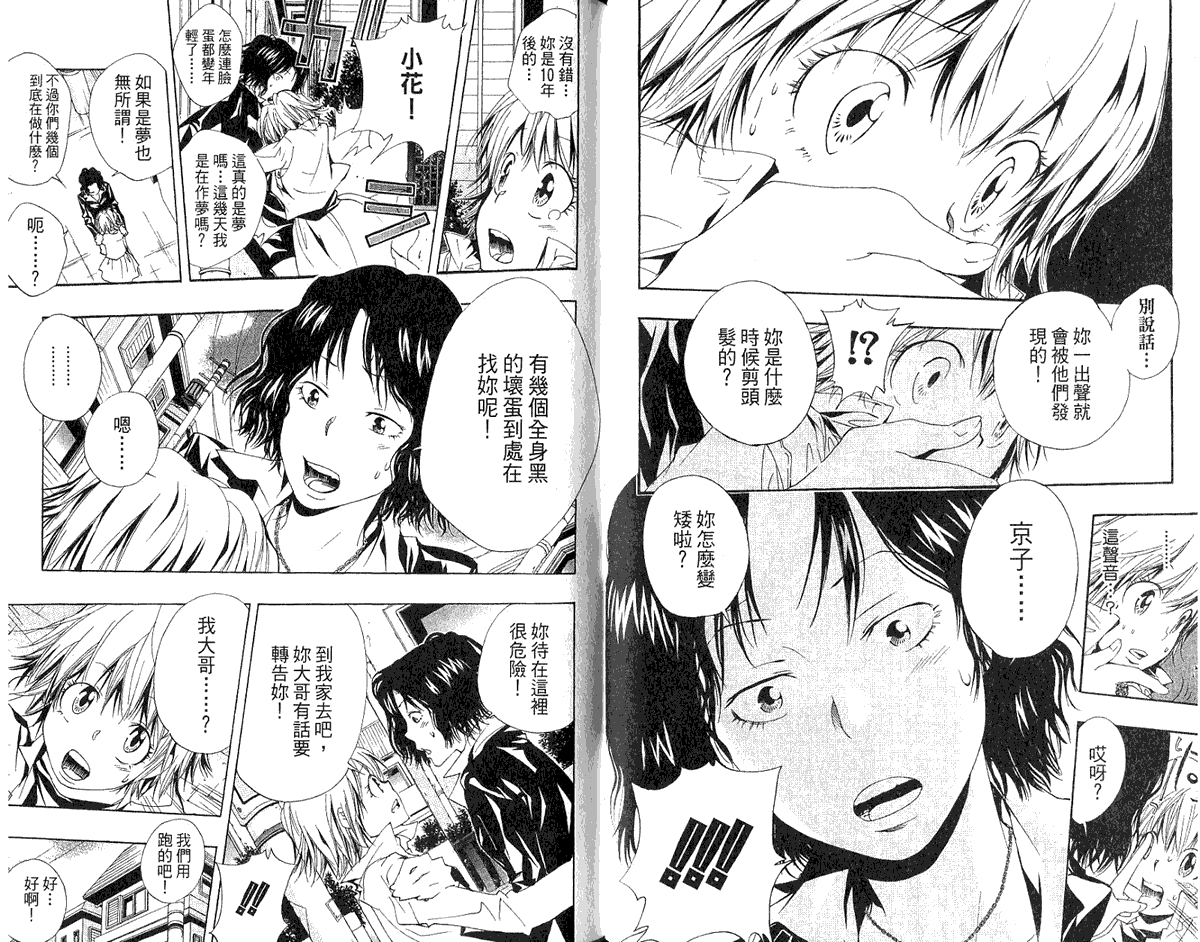 別說話…
妳一出聲就
會被他們發
現的！
!?
妳是什麼
時候剪頭
髮的？
………
這聲音…？
京子……
妳怎麼變
矮啦？
哎呀？
!!!
沒有錯…
妳是10年
後的…
小花！
怎麼連臉
蛋都變年
輕了……
這真的是夢
嗎…這幾天我
是在作夢嗎？
如果是夢也
無所謂！
不過你們幾個
到底在做什麼？
呃……？
有幾個全身黑
的壞蛋到處在
找妳呢！
………
………
嗯……
妳待在這裡
很危險！
到我家去吧，
妳大哥有話要
轉告妳！
!!
我大哥……？
我們用
跑的吧！
好…
好啊！